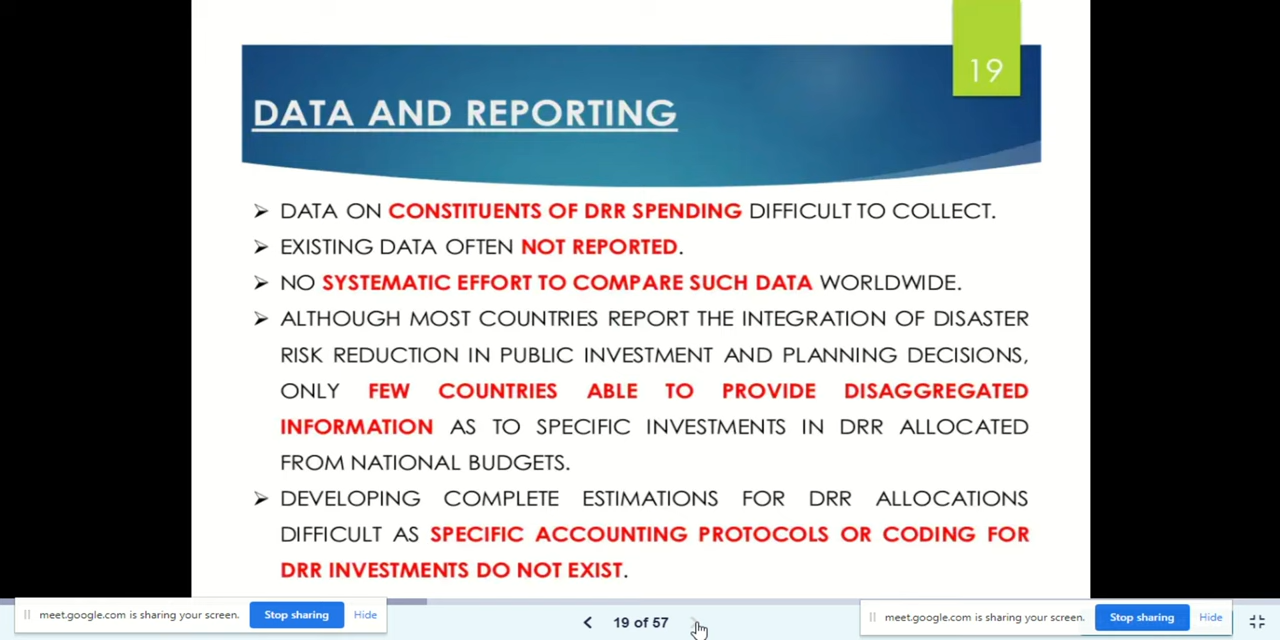 19
DATA AND REPORTING
➢ DATA ON CONSTITUENTS OF DRR SPENDING DIFFICULT TO COLLECT.
➢ EXISTING DATA OFTEN NOT REPORTED.
➢ NO SYSTEMATIC EFFORT TO COMPARE SUCH DATA WORLDWIDE.
➢ ALTHOUGH MOST COUNTRIES REPORT THE INTEGRATION OF DISASTER
RISK REDUCTION IN PUBLIC INVESTMENT AND PLANNING DECISIONS,
ONLY FEW COUNTRIES ABLE TO PROVIDE DISAGGREGATED
INFORMATION AS TO SPECIFIC INVESTMENTS IN DRR ALLOCATED
FROM NATIONAL BUDGETS.
➢ DEVELOPING COMPLETE ESTIMATIONS FOR DRR ALLOCATIONS
DIFFICULT AS SPECIFIC ACCOUNTING PROTOCOLS OR CODING FOR
DRR INVESTMENTS DO NOT EXIST.
meet.google.com is sharing your screen. Stop sharing Hide
19 of 57
meet.google.com is sharing your screen. Stop sharing Hide